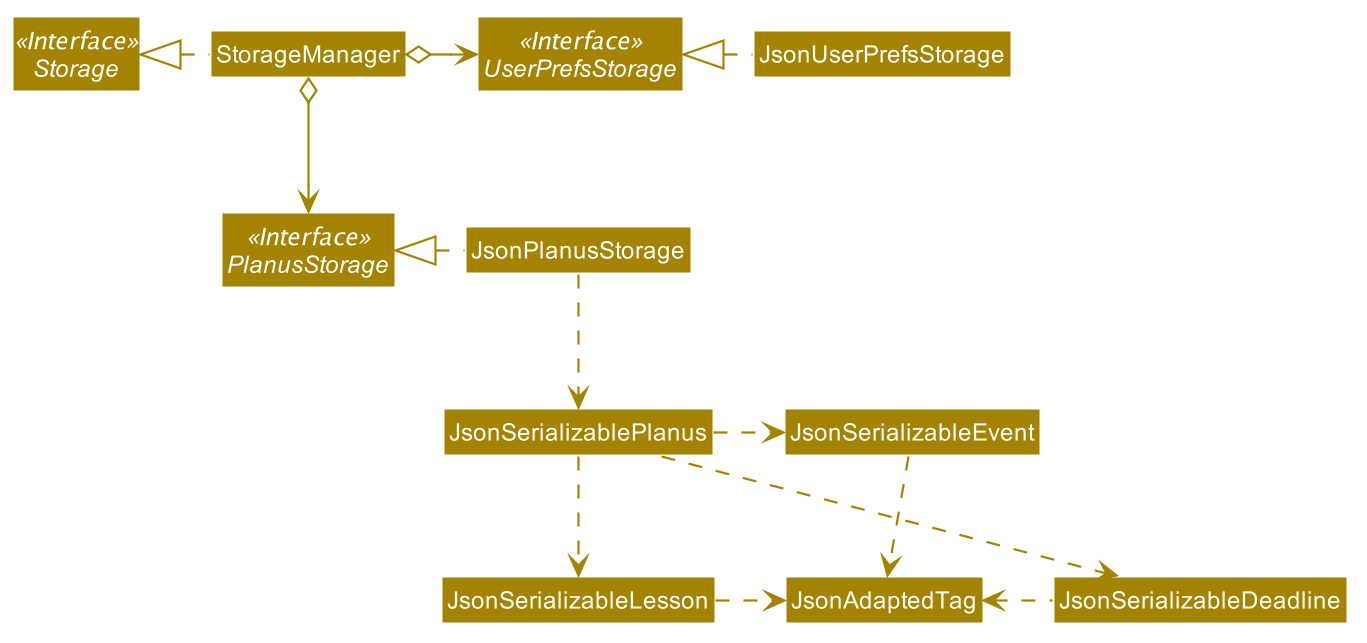 «Interface»
Storage
StorageManager
«Interface»
UserPrefsStorage
JsonUserPrefsStorage
«Interface»
PlanusStorage
JsonPlanusStorage
JsonSerializablePlanus
JsonSerializableEvent
JsonSerializableLesson
JsonAdaptedTag
JsonSerializableDeadline